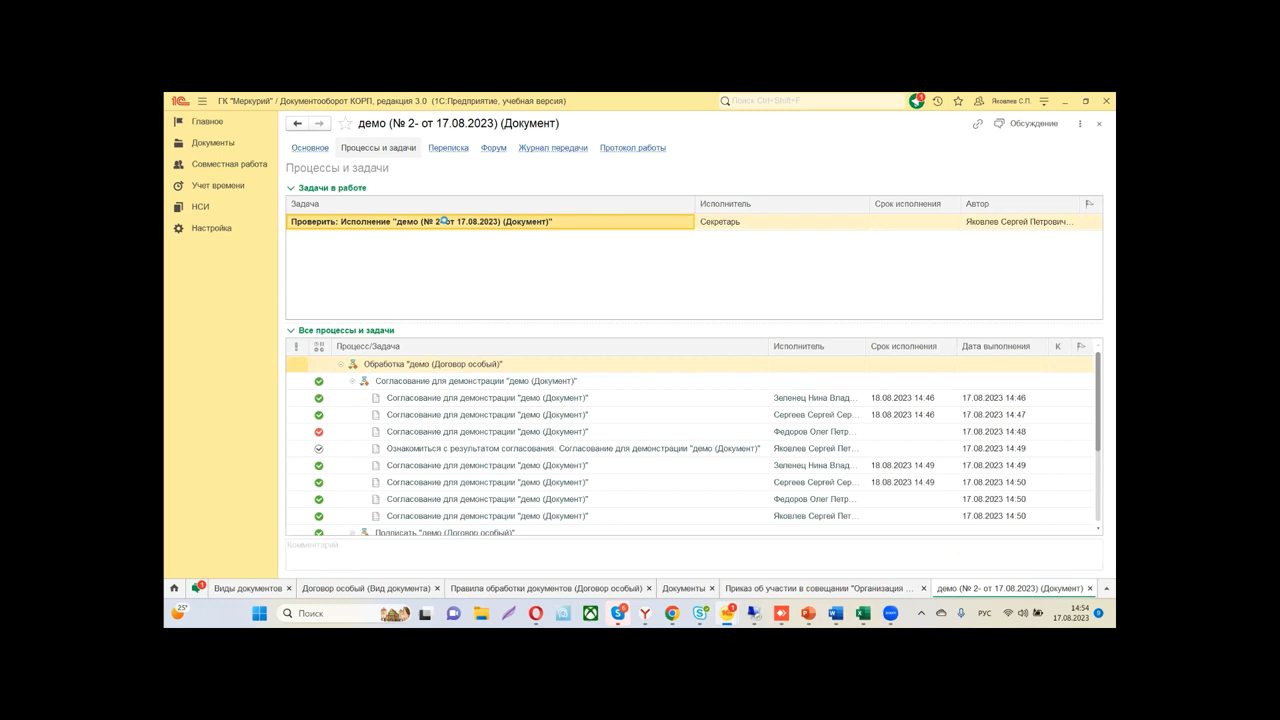 1С ГК "Меркурий" / Документооборот КОРП, редакция 3.0 (1С:Предприятие, учебная версия) Поиск Ctrl+Shift+F 1 Яковлев С.П.
Главное
Документы
Совместная работа
Учет времени
НСИ
Настройка
демо (№ 2- от 17.08.2023) (Документ) Обсуждение
Основное Процессы и задачи Переписка Форум Журнал передачи Протокол работы
Процессы и задачи
Задачи в работе
Задача Исполнитель Срок исполнения Автор
Проверить: Исполнение "демо (№ 2- от 17.08.2023) (Документ)" Секретарь Яковлев Сергей Петрович...
Все процессы и задачи
Процесс/Задача Исполнитель Срок исполнения Дата выполнения К
Обработка "демо (Договор особый)"
Согласование для демонстрации "демо (Документ)"
Согласование для демонстрации "демо (Документ)" Зеленец Нина Влад... 18.08.2023 14:46 17.08.2023 14:46
Согласование для демонстрации "демо (Документ)" Сергеев Сергей Сер... 18.08.2023 14:46 17.08.2023 14:47
Согласование для демонстрации "демо (Документ)" Федоров Олег Петр... 17.08.2023 14:48
Ознакомиться с результатом согласования: Согласование для демонстрации "демо (Документ)" Яковлев Сергей Пет... 17.08.2023 14:49
Согласование для демонстрации "демо (Документ)" Зеленец Нина Влад... 18.08.2023 14:49 17.08.2023 14:49
Согласование для демонстрации "демо (Документ)" Сергеев Сергей Сер... 18.08.2023 14:49 17.08.2023 14:50
Согласование для демонстрации "демо (Документ)" Федоров Олег Петр... 17.08.2023 14:50
Согласование для демонстрации "демо (Документ)" Яковлев Сергей Пет... 17.08.2023 14:50
Подписать "демо (Договор особый)"
Комментарий
1 Виды документов Договор особый (Вид документа) Правила обработки документов (Договор особый) Документы Приказ об участии в совещании "Организация ... демо (№ 2- от 17.08.2023) (Документ)
25° Поиск 6 1 РУС 14:54
17.08.2023